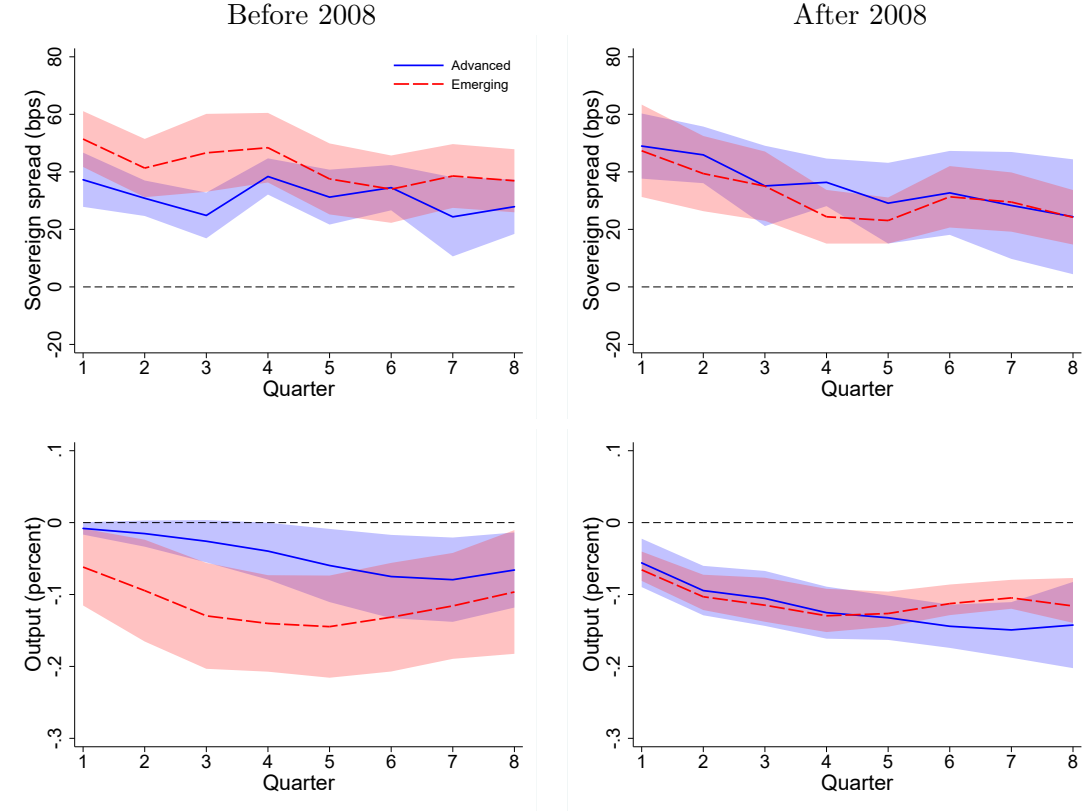 Before 2008
After 2008
Sovereign spread (bps)
80
60
40
20
0
-20
1 2 3 4 5 6 7 8
Quarter
Advanced
Emerging
Sovereign spread (bps)
80
60
40
20
0
-20
1 2 3 4 5 6 7 8
Quarter
Output (percent)
.1
0
-.1
-.2
-.3
1 2 3 4 5 6 7 8
Quarter
Output (percent)
.1
0
-.1
-.2
-.3
1 2 3 4 5 6 7 8
Quarter